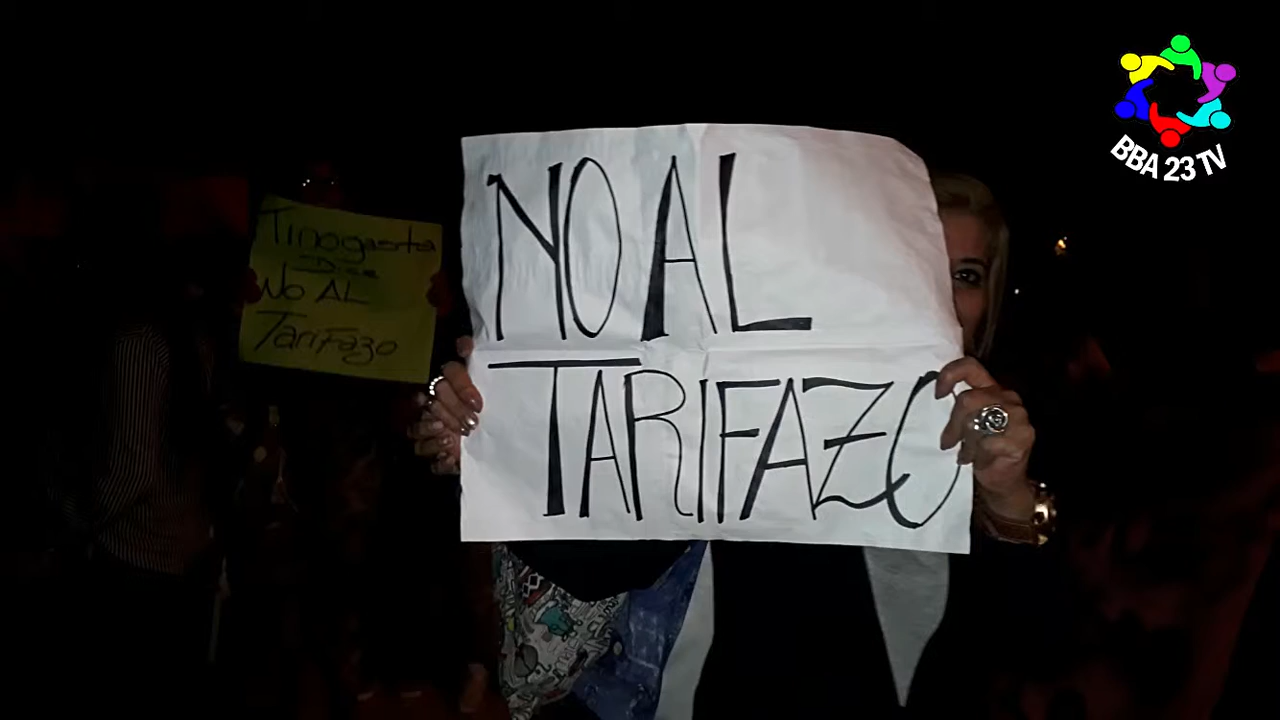 BBA 23 TV
Tinogasta
Dice
No AL
Tarifazo
NO AL
TARIFAZO